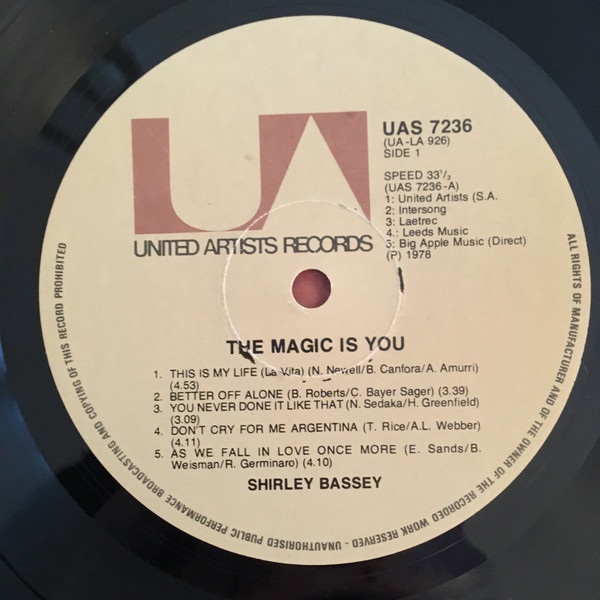 UA
UNITED ARTISTS RECORDS
UAS 7236
(UA-LA 926)
SIDE 1
SPEED 33⅓
(UAS 7236-A)
1: United Artists (S.A.
2: Intersong
3: Laetrec
4.: Leeds Music
5: Big Apple Music (Direct)
(P) 1978
THE MAGIC IS YOU
1. THIS IS MY LIFE (La Vita) (N. Newell/B. Canfora/A. Amurri)
(4.53)
2. BETTER OFF ALONE (B. Roberts/C. Bayer Sager) (3.39)
3. YOU NEVER DONE IT LIKE THAT (N. Sedaka/H. Greenfield)
(3.09)
4. DON'T CRY FOR ME ARGENTINA (T. Rice/A.L. Webber)
(4.11)
5. AS WE FALL IN LOVE ONCE MORE (E. Sands/B.
Weisman/R. Germinaro) (4.10)
SHIRLEY BASSEY
ALL RIGHTS OF MANUFACTURER AND OF THE OWNER OF THE RECORDED WORK RESERVED - UNAUTHORISED PUBLIC PERFORMANCE BROADCASTING AND COPYING OF THIS RECORD PROHIBITED